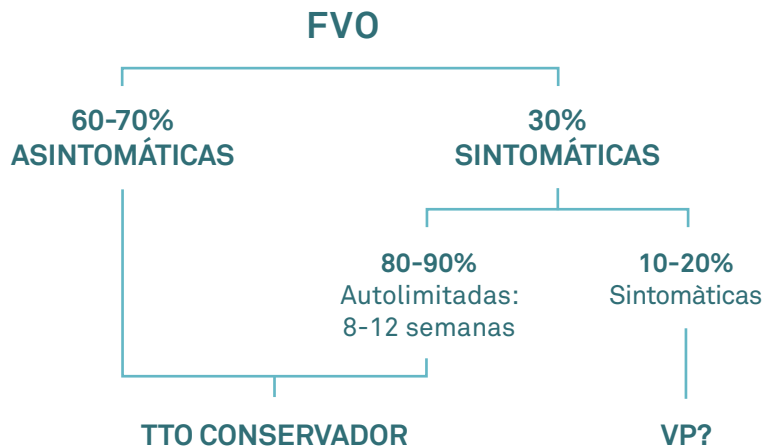 FVO
60-70%
ASINTOMÁTICAS
30%
SINTOMÁTICAS
80-90%
Autolimitadas:
8-12 semanas
10-20%
Sintomàticas
TTO CONSERVADOR
VP?